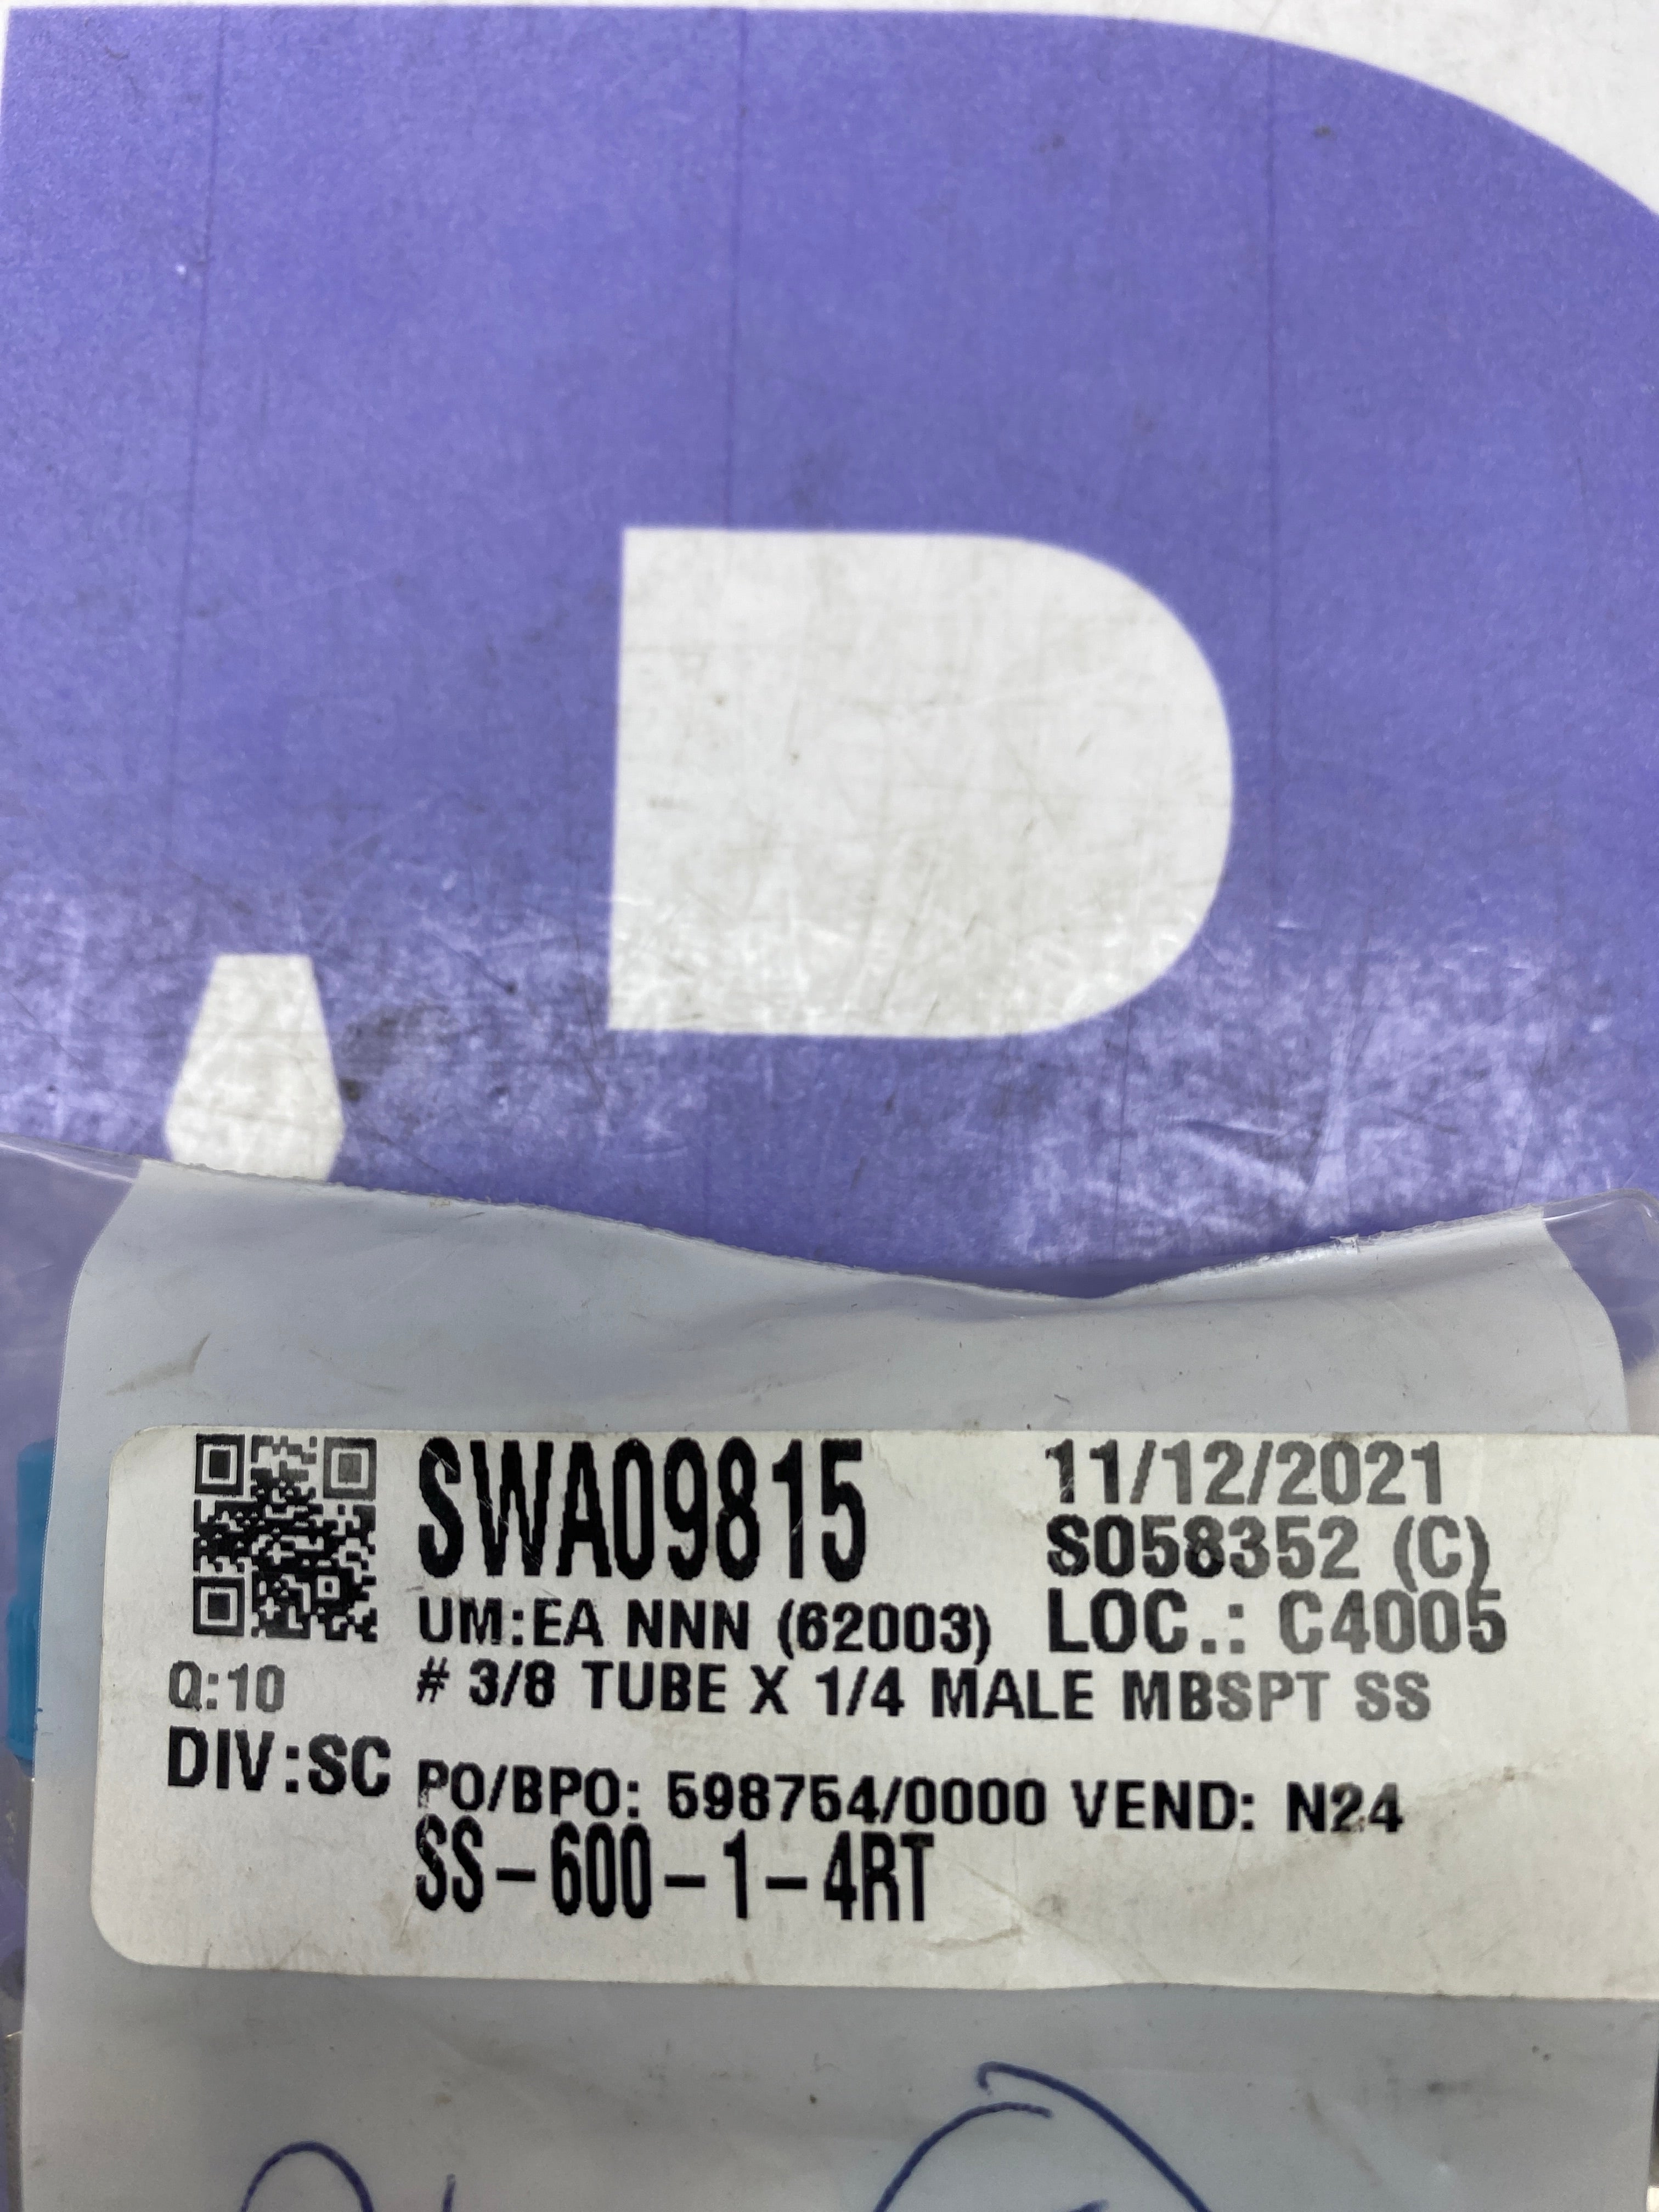 SWA09815
11/12/2021
S058352 (C)
UM:EA NNN (62003)
LOC.: C4005
Q:10
# 3/8 TUBE X 1/4 MALE MBSPT SS
DIV:SC
PO/BPO: 598754/0000 VEND: N24
SS-600-1-4RT